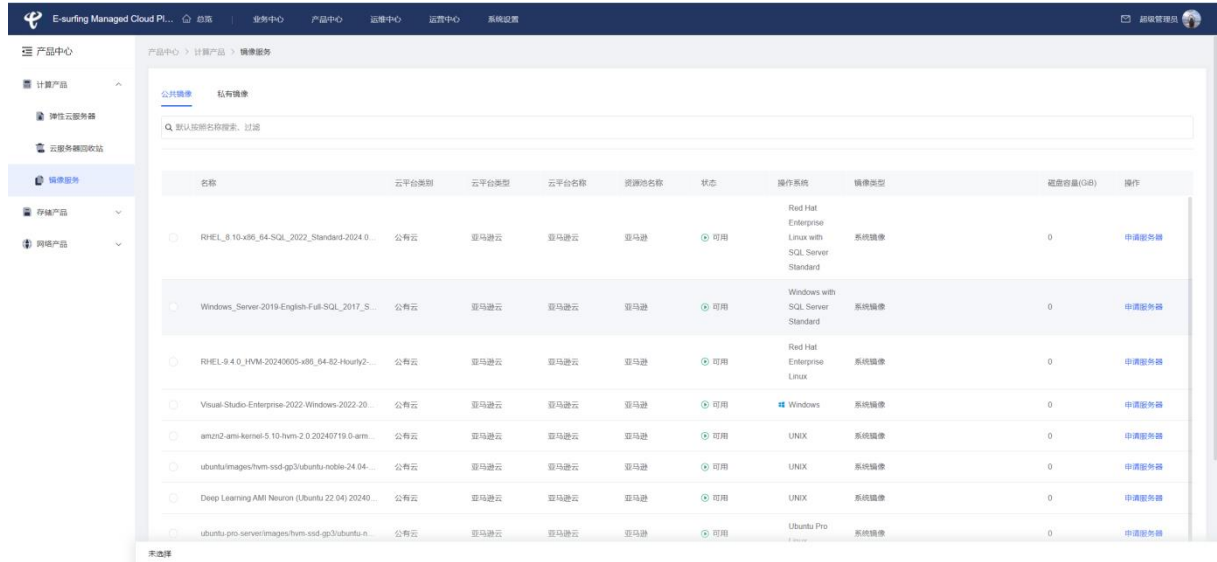 E-surfing Managed Cloud Pl... 总览 业务中心 产品中心 运维中心 运营中心 系统设置 超级管理员
产品中心
产品中心 > 计算产品 > 镜像服务
计算产品
弹性云服务器
云服务器回收站
镜像服务
存储产品
网络产品
公共镜像 私有镜像
默认按照名称搜索、过滤
名称 云平台类别 云平台类型 云平台名称 资源池名称 状态 操作系统 镜像类型 磁盘容量(GiB) 操作
RHEL_8.10-x86_64-SQL_2022_Standard-2024.0... 公有云 亚马逊云 亚马逊云 亚马逊 可用 Red Hat Enterprise Linux with SQL Server Standard 系统镜像 0 申请服务器
Windows_Server-2019-English-Full-SQL_2017_S... 公有云 亚马逊云 亚马逊云 亚马逊 可用 Windows with SQL Server Standard 系统镜像 0 申请服务器
RHEL-9.4.0_HVM-20240605-x86_64-82-Hourly2-... 公有云 亚马逊云 亚马逊云 亚马逊 可用 Red Hat Enterprise Linux 系统镜像 0 申请服务器
Visual-Studio-Enterprise-2022-Windows-2022-20... 公有云 亚马逊云 亚马逊云 亚马逊 可用 Windows 系统镜像 0 申请服务器
amzn2-ami-kernel-5.10-hvm-2.0.20240719.0-arm... 公有云 亚马逊云 亚马逊云 亚马逊 可用 UNIX 系统镜像 0 申请服务器
ubuntu/images/hvm-ssd-gp3/ubuntu-noble-24.04-... 公有云 亚马逊云 亚马逊云 亚马逊 可用 UNIX 系统镜像 0 申请服务器
Deep Learning AMI Neuron (Ubuntu 22.04) 20240... 公有云 亚马逊云 亚马逊云 亚马逊 可用 UNIX 系统镜像 0 申请服务器
ubuntu-pro-server/images/hvm-ssd-gp3/ubuntu-n... 公有云 亚马逊云 亚马逊云 亚马逊 可用 Ubuntu Pro Linux 系统镜像 0 申请服务器
未选择